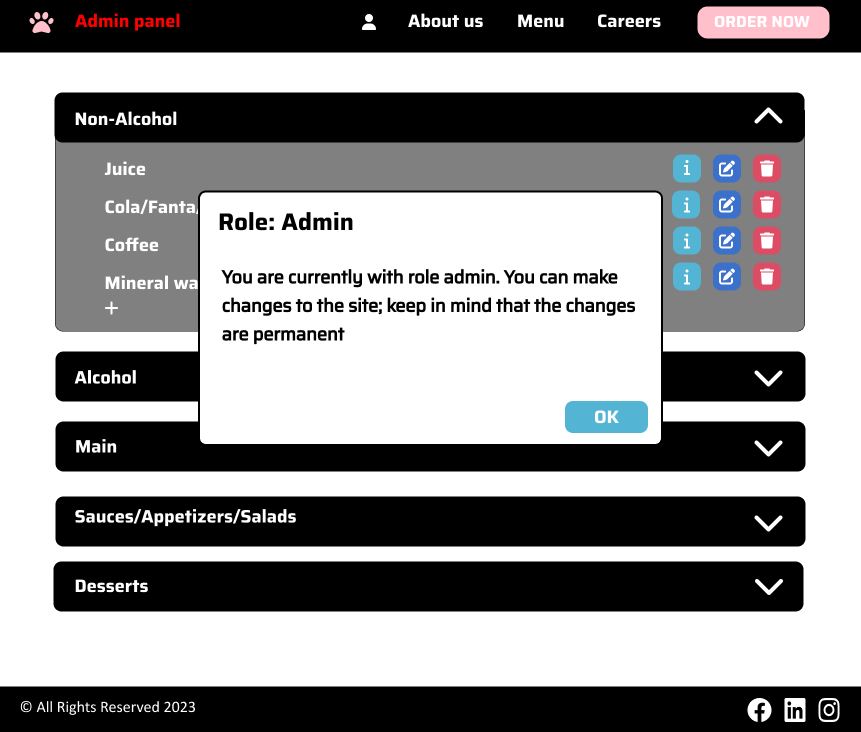 Admin panel
About us
Menu
Careers
ORDER NOW
Non-Alcohol
Juice
Cola/Fanta/
Coffee
Mineral wa
+
Role: Admin
You are currently with role admin. You can make
changes to the site; keep in mind that the changes
are permanent
OK
Alcohol
Main
Sauces/Appetizers/Salads
Desserts
© All Rights Reserved 2023